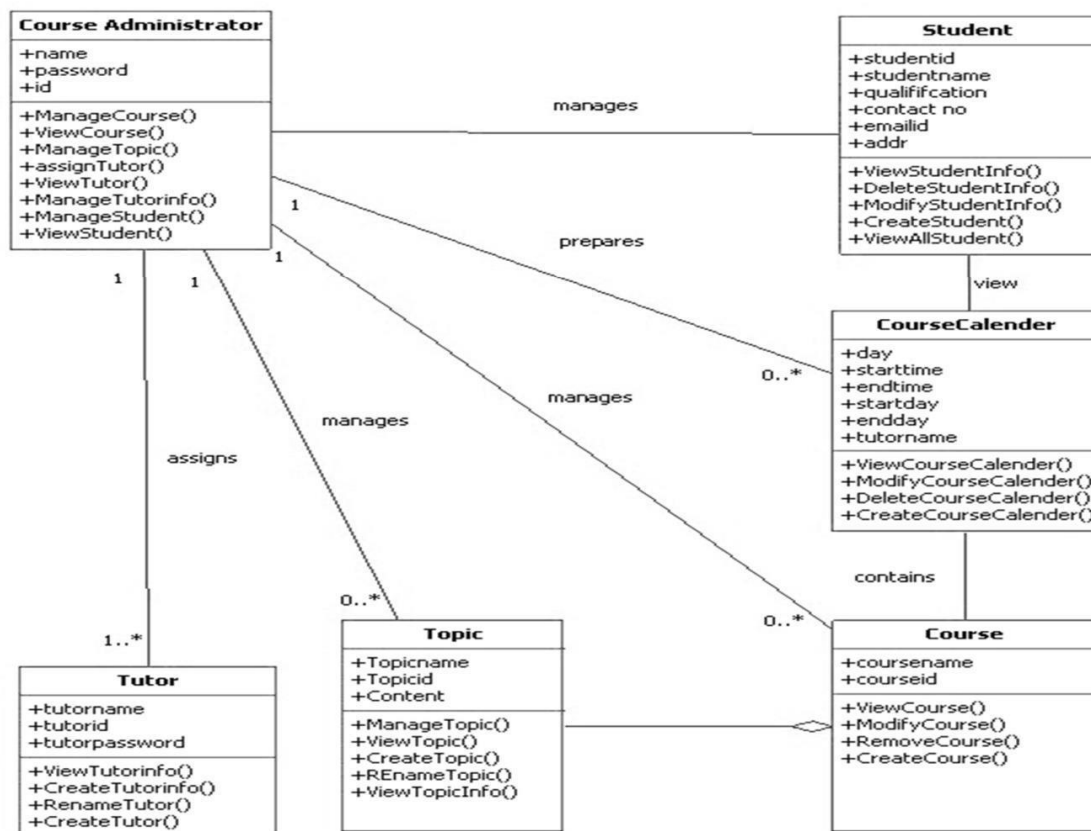 Course Administrator
+name
+password
+id
+ManageCourse()
+ViewCourse()
+ManageTopic()
+assignTutor()
+ViewTutor()
+ManageTutorinfo()
+ManageStudent()
+ViewStudent()
manages
Student
+studentid
+studentname
+qualififcation
+contact no
+emailid
+addr
+ViewStudentInfo()
+DeleteStudentInfo()
+ModifyStudentInfo()
+CreateStudent()
+ViewAllStudent()
1
prepares
0..*
view
CourseCalender
+day
+starttime
+endtime
+startday
+endday
+tutorname
+ViewCourseCalender()
+ModifyCourseCalender()
+DeleteCourseCalender()
+CreateCourseCalender()
1
manages
0..*
contains
1
assigns
1..*
1
manages
0..*
Tutor
+tutorname
+tutorid
+tutorpassword
+ViewTutorinfo()
+CreateTutorinfo()
+RenameTutor()
+CreateTutor()
Topic
+Topicname
+Topicid
+Content
+ManageTopic()
+ViewTopic()
+CreateTopic()
+REnameTopic()
+ViewTopicInfo()
Course
+coursename
+courseid
+ViewCourse()
+ModifyCourse()
+RemoveCourse()
+CreateCourse()